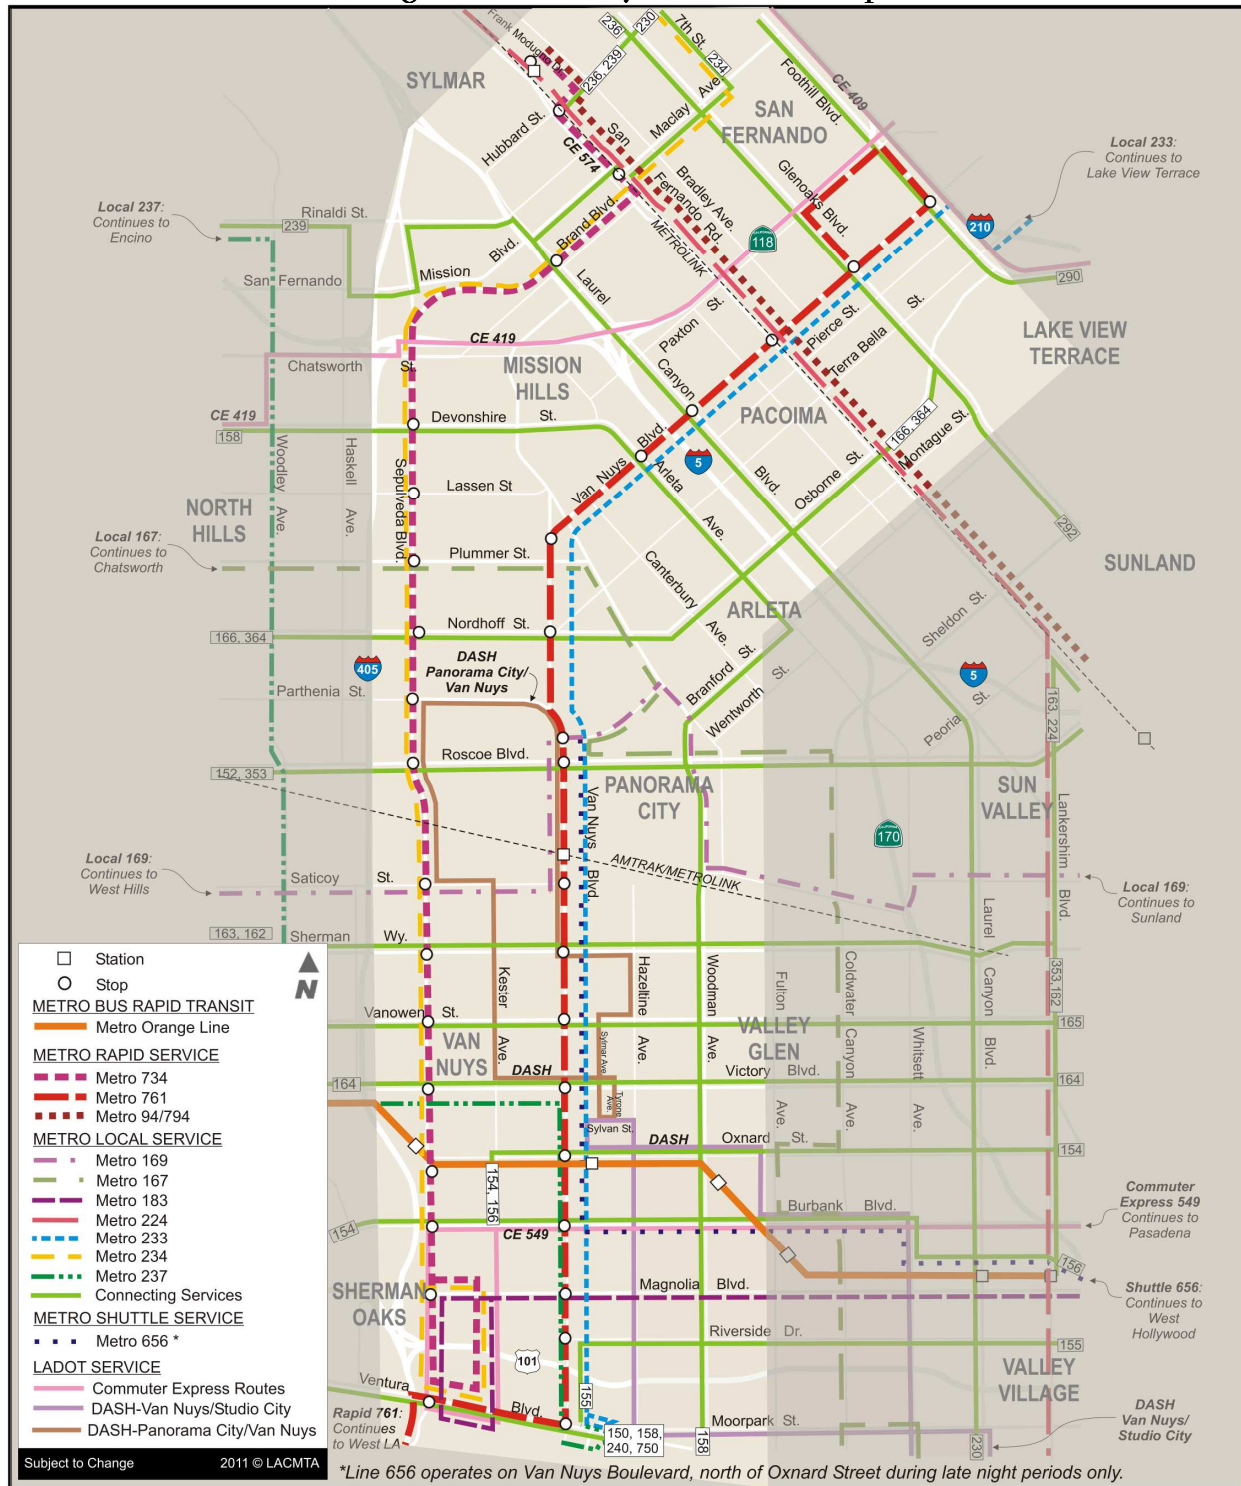 Frank Modugno Dr.
236
230
7th St.
234
236, 239
SYLMAR
Hubbard St.
CE 574
San
Fernando Rd.
Maclay Ave.
SAN
FERNANDO
Foothill Blvd.
CE 409
Local 233:
Continues to
Lake View Terrace
Glenoaks Blvd.
Bradley Ave.
118
210
290
Local 237:
Continues to
Encino
Rinaldi St.
239
San Fernando
Mission
Blvd.
Brand Blvd.
METROLINK
Laurel
Canyon
Blvd.
Paxton St.
Pierce St.
Terra Bella St.
LAKE VIEW
TERRACE
CE 419
Chatsworth St.
MISSION
HILLS
PACOIMA
166, 364
Montague St.
CE 419
158
Devonshire St.
Van Nuys Blvd.
Arleta Ave.
5
Osborne St.
292
Woodley Ave.
Haskell Ave.
Sepulveda Blvd.
Lassen St
NORTH
HILLS
Local 167:
Continues to
Chatsworth
Plummer St.
Canterbury Ave.
ARLETA
SUNLAND
Sheldon St.
166, 364
Nordhoff St.
405
DASH
Panorama City/
Van Nuys
Branford St.
Wentworth St.
5
Peoria St.
163, 224
Parthenia St.
Roscoe Blvd.
152, 353
PANORAMA
CITY
SUN
VALLEY
Van Nuys Blvd.
170
Lankershim Blvd.
AMTRAK/METROLINK
Local 169:
Continues to
West Hills
Saticoy St.
Local 169:
Continues to
Sunland
163, 162
Sherman Wy.
Kester Ave.
Hazeltine Ave.
Woodman Ave.
Fulton Ave.
Coldwater Canyon Ave.
Whitsett Ave.
Laurel Canyon Blvd.
353,162
Vanowen St.
165
VAN
NUYS
Sylmar Ave.
VALLEY
GLEN
DASH
Victory Blvd.
164
164
Tyrone Ave.
Sylvan St.
DASH
Oxnard St.
154
154, 156
Burbank Blvd.
154
CE 549
Commuter
Express 549
Continues to
Pasadena
156
SHERMAN
OAKS
Magnolia Blvd.
Shuttle 656:
Continues to
West
Hollywood
Riverside Dr.
155
101
VALLEY
VILLAGE
Ventura Blvd.
155
Rapid 761:
Continues
to West LA
150, 158,
240, 750
158
Moorpark St.
230
DASH
Van Nuys/
Studio City
Station
Stop
N
METRO BUS RAPID TRANSIT
Metro Orange Line
METRO RAPID SERVICE
Metro 734
Metro 761
Metro 94/794
METRO LOCAL SERVICE
Metro 169
Metro 167
Metro 183
Metro 224
Metro 233
Metro 234
Metro 237
Connecting Services
METRO SHUTTLE SERVICE
Metro 656 *
LADOT SERVICE
Commuter Express Routes
DASH-Van Nuys/Studio City
DASH-Panorama City/Van Nuys
Subject to Change 2011 © LACMTA
*Line 656 operates on Van Nuys Boulevard, north of Oxnard Street during late night periods only.